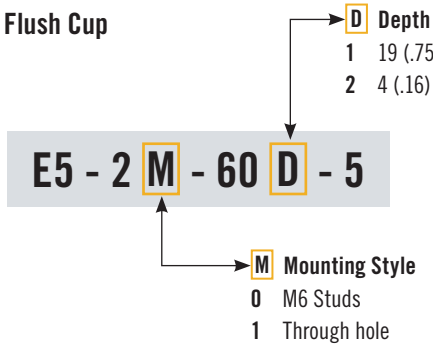 Flush Cup
D Depth
1 19 (.75
2 4 (.16)
E5 - 2 M - 60 D - 5
M Mounting Style
0 M6 Studs
1 Through hole